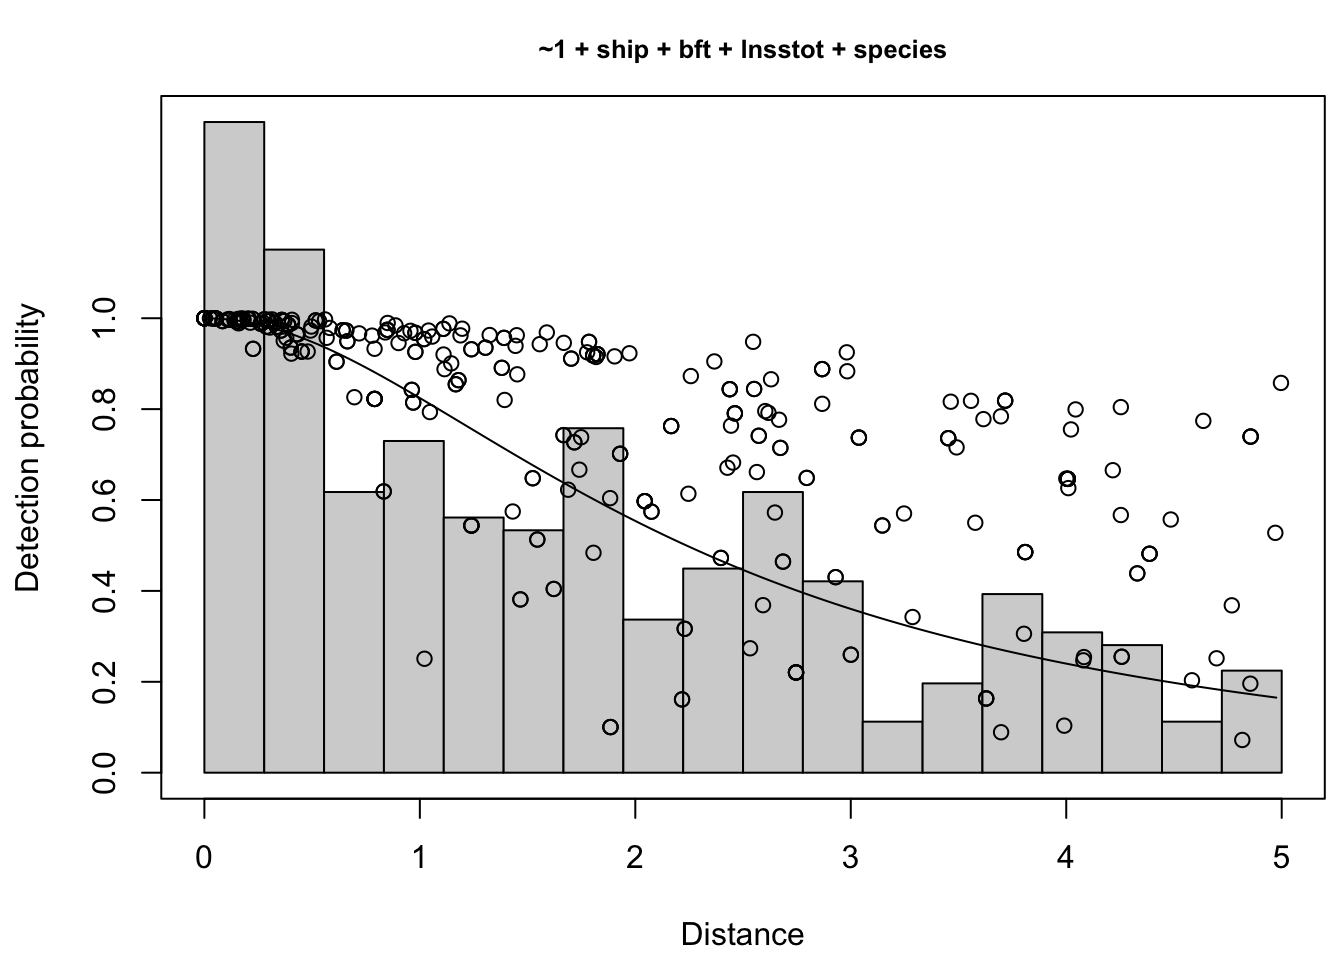 ~1 + ship + bft + lnsstot + species
Detection probability
1.0
0.8
0.6
0.4
0.2
0.0
0 1 2 3 4 5
Distance